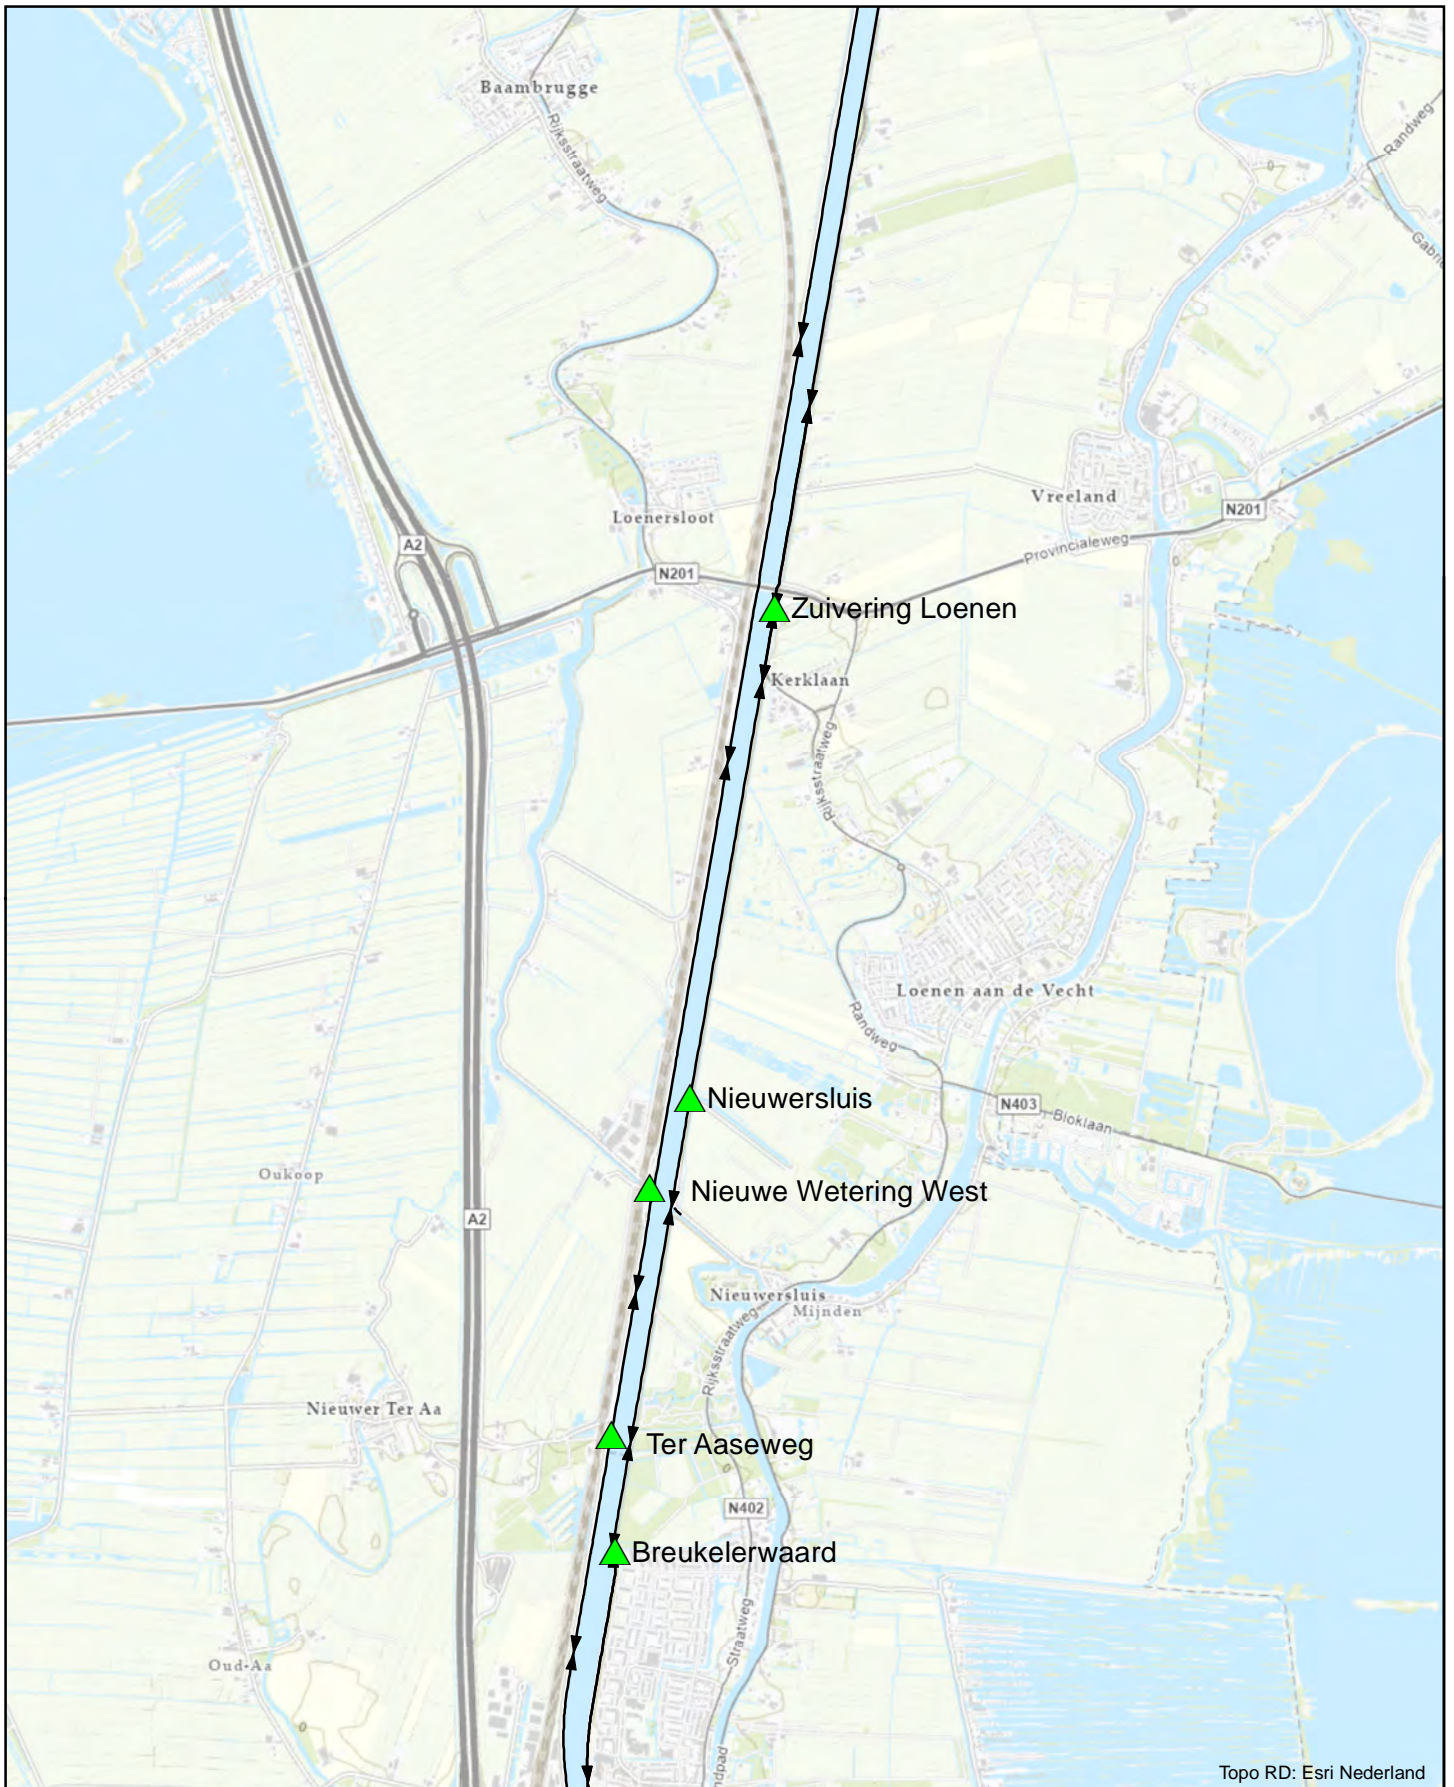 Baambrugge
Rijksstraatweg
Randweg
Loenersloot
A2
N201
Vreeland
N201
Provincialeweg
Zuivering Loenen
Kerklaan
Rijksstraatweg
Loenen aan de Vecht
Randweg
Nieuwersluis
N403
Bloklaan
Oukoop
Nieuwe Wetering West
A2
Nieuwersluis
Mijnden
Rijksstraatweg
Nieuwer Ter Aa
Ter Aaseweg
N402
Breukelerwaard
Straatweg
Oud-Aa
ndpad
Topo RD: Esri Nederland